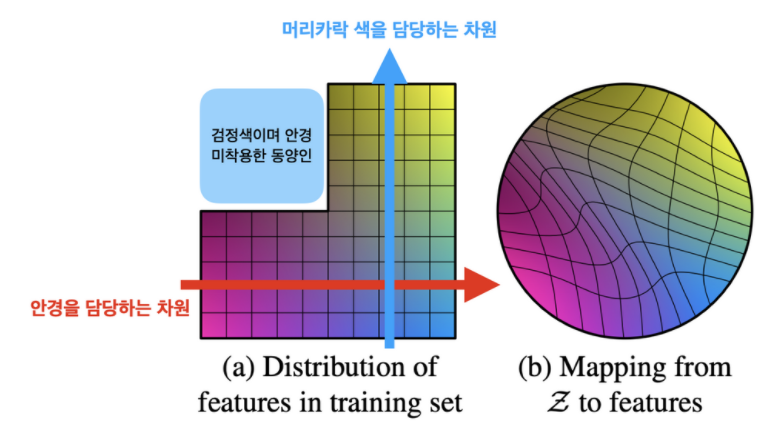 머리카락 색을 담당하는 차원
검정색이며 안경
미착용한 동양인
안경을 담당하는 차원
(a) Distribution of
features in training set
(b) Mapping from
𝒵 to features